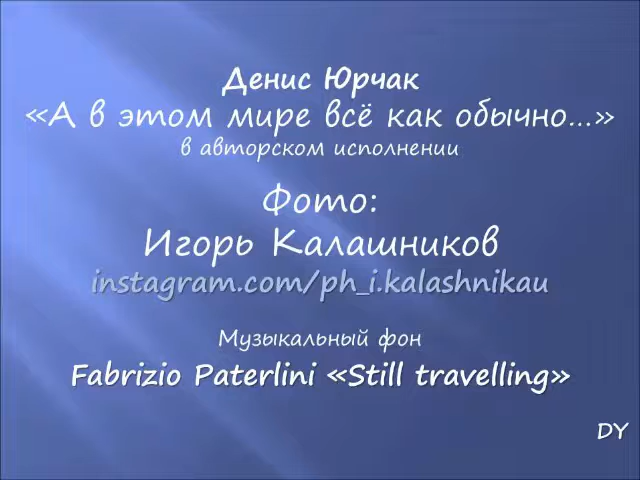 Денис Юрчак
«А в этом мире всё как обычно...»
в авторском исполнении
Фото:
Игорь Калашников
instagram.com/ph_i.kalashnikau
Музыкальный фон
Fabrizio Paterlini «Still travelling»
DY